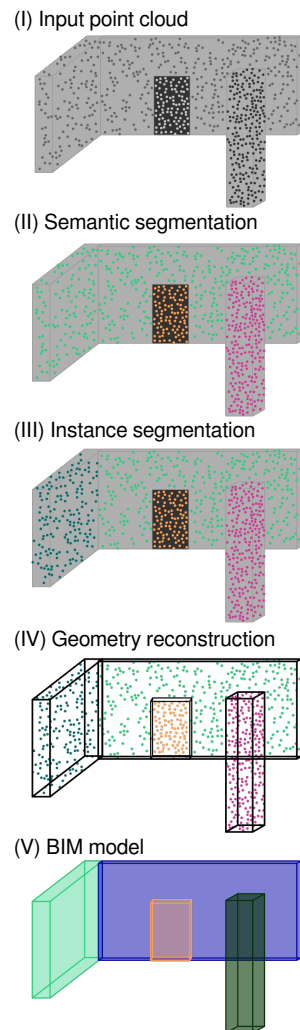 (I) Input point cloud
(II) Semantic segmentation
(III) Instance segmentation
(IV) Geometry reconstruction
(V) BIM model